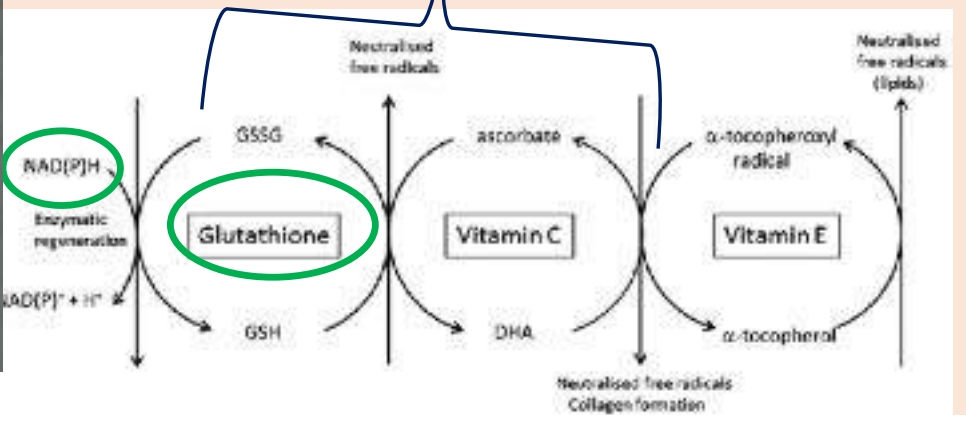 Neutralised
free radicals
Neutralised
free radicals
(lipids)
GSSG
ascorbate
α-tocopheroxyl
radical
NAD[P]H
Enzymatic
regeneration
Glutathione
Vitamin C
Vitamin E
NAD[P]⁺ + H⁺
GSH
DHA
α-tocopherol
Neutralised free radicals
Collagen formation